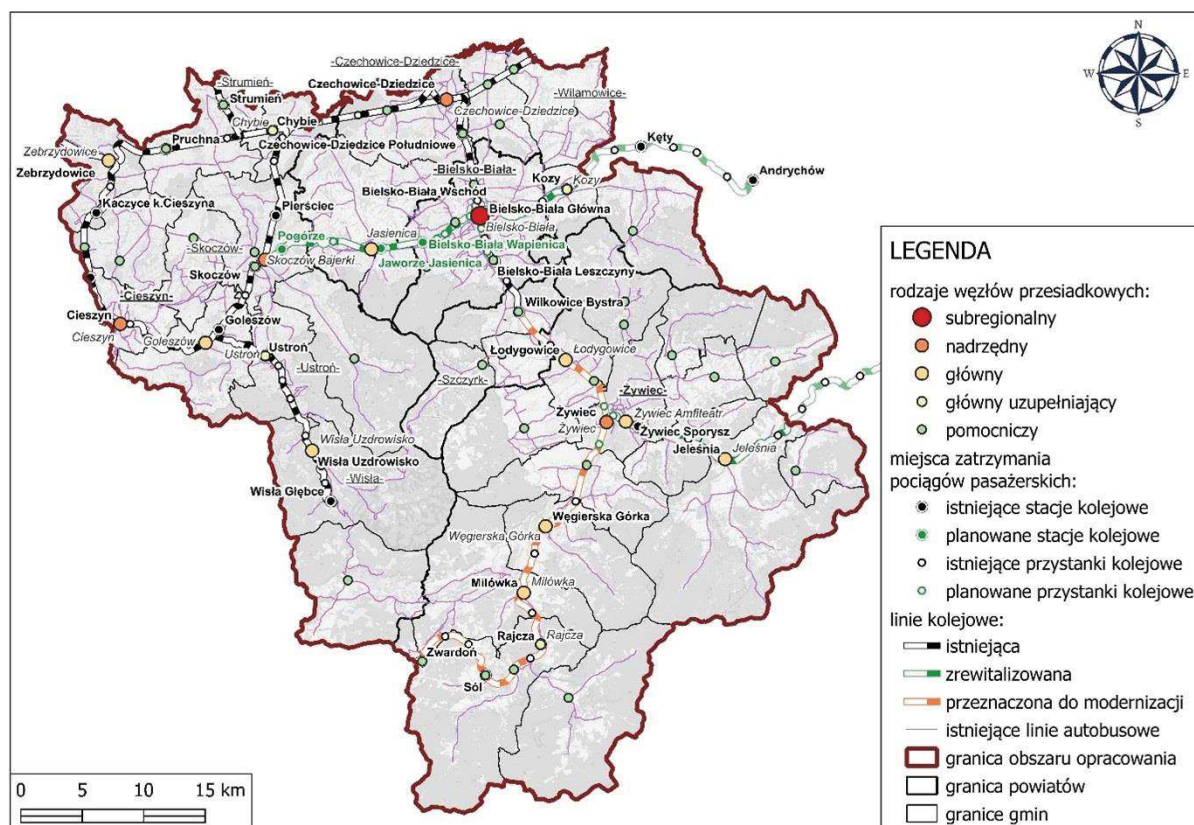 N
W
E
S
-Czechowice-Dziedzice-
Czechowice-Dziedzice
-Strumień-
Strumień
-Wilamowice-
Czechowice-Dziedzice
Chybie
Chybie
Pruchna
Czechowice-Dziedzice Południowe
Kęty
Zebrzydowice
Zebrzydowice
-Bielsko-Biała-
Kozy
Kozy
Andrychów
Bielsko-Biała Wschód
Kaczyce k.Cieszyna
Pierściec
Bielsko-Biała Główna
Bielsko-Biała
Pogórze
Jasienica
-Skoczów-
Bielsko-Biała Wapienica
Skoczów Bajerki
Jaworze Jasienica
Skoczów
Bielsko-Biała Leszczyny
-Cieszyn-
Wilkowice Bystra
Cieszyn
Goleszów
Cieszyn
Goleszów
Ustroń
Ustroń
Łodygowice
Łodygowice
-Ustroń-
-Szczyrk-
-Żywiec-
Żywiec
Żywiec Amfiteatr
Żywiec
Żywiec Sporysz
Wisła Uzdrowisko
Jeleśnia
Jeleśnia
Wisła Uzdrowisko
-Wisła-
Wisła Głębce
Węgierska Górka
Węgierska Górka
Milówka
Milówka
Rajcza
Rajcza
Zwardoń
Sól
0 5 10 15 km
LEGENDA
rodzaje węzłów przesiadkowych:
subregionalny
nadrzędny
główny
główny uzupełniający
pomocniczy
miejsca zatrzymania
pociągów pasażerskich:
istniejące stacje kolejowe
planowane stacje kolejowe
istniejące przystanki kolejowe
planowane przystanki kolejowe
linie kolejowe:
istniejąca
zrewitalizowana
przeznaczona do modernizacji
istniejące linie autobusowe
granica obszaru opracowania
granica powiatów
granice gmin